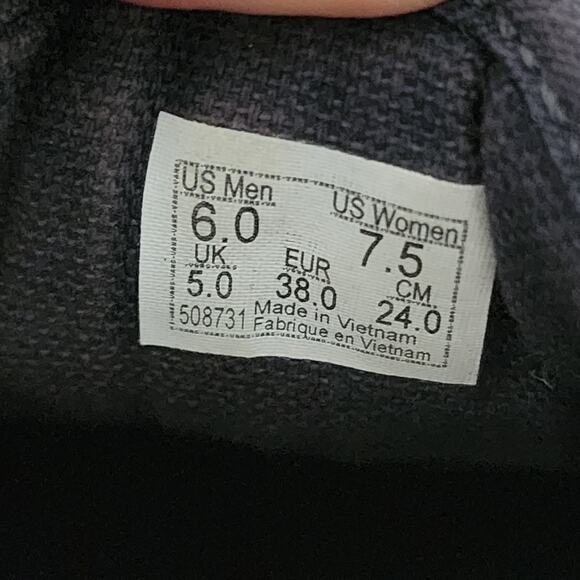 US Men US Women
6.0 7.5
UK EUR CM
5.0 38.0 24.0
508731 Made in Vietnam
Fabrique en Vietnam